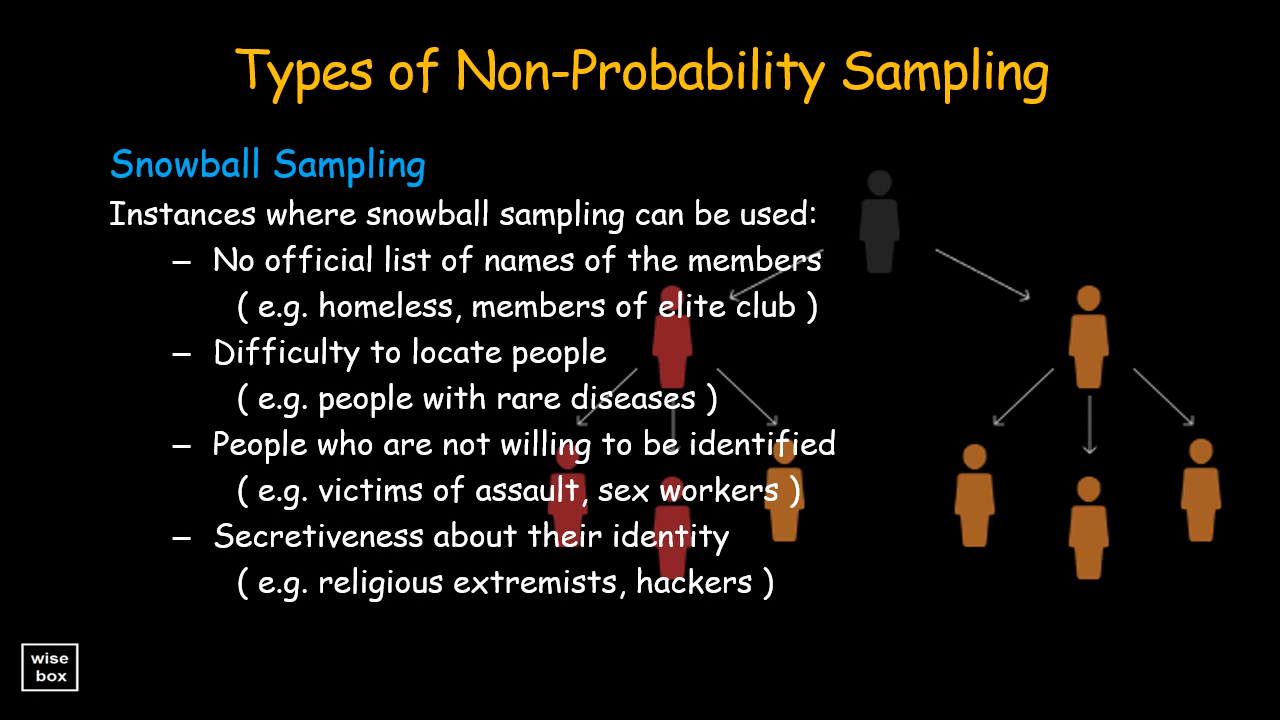 Types of Non-Probability Sampling
Snowball Sampling
Instances where snowball sampling can be used:
– No official list of names of the members
( e.g. homeless, members of elite club )
– Difficulty to locate people
( e.g. people with rare diseases )
– People who are not willing to be identified
( e.g. victims of assault, sex workers )
– Secretiveness about their identity
( e.g. religious extremists, hackers )
wise
box